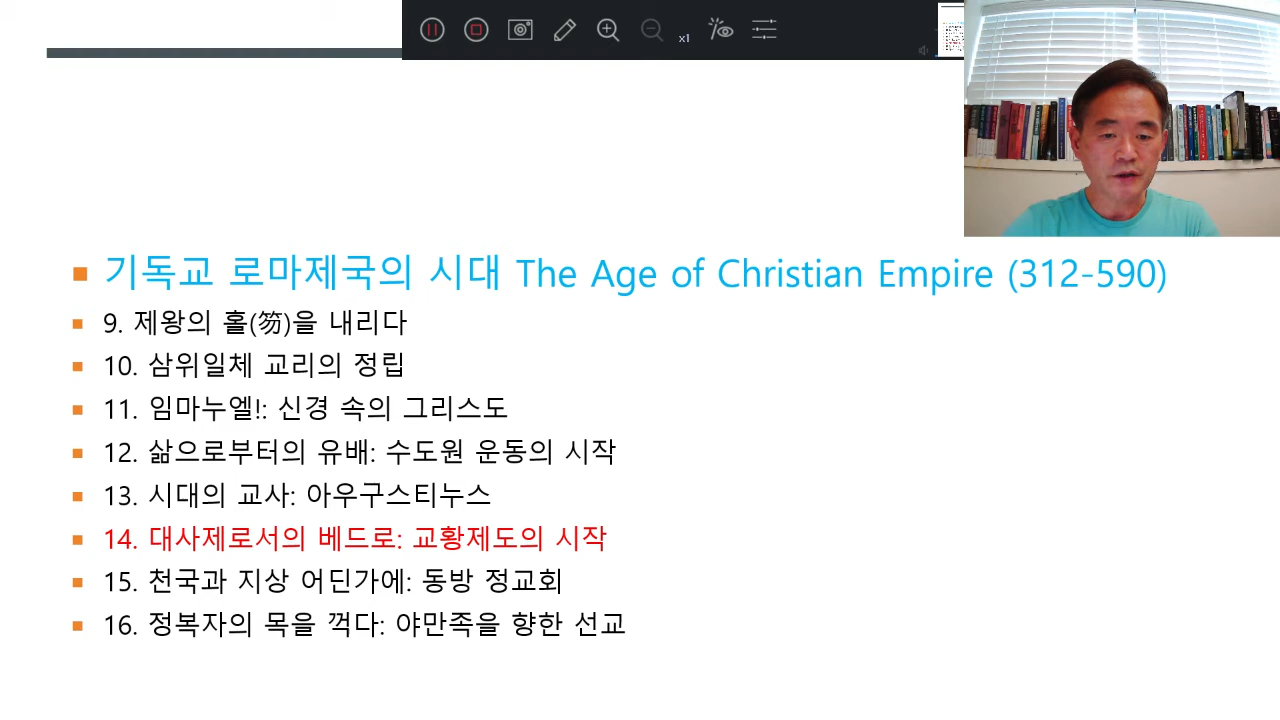 x1
기독교 로마제국의 시대 The Age of Christian Empire (312-590)
9. 제왕의 홀(笏)을 내리다
10. 삼위일체 교리의 정립
11. 임마누엘!: 신경 속의 그리스도
12. 삶으로부터의 유배: 수도원 운동의 시작
13. 시대의 교사: 아우구스티누스
14. 대사제로서의 베드로: 교황제도의 시작
15. 천국과 지상 어딘가에: 동방 정교회
16. 정복자의 목을 꺽다: 야만족을 향한 선교